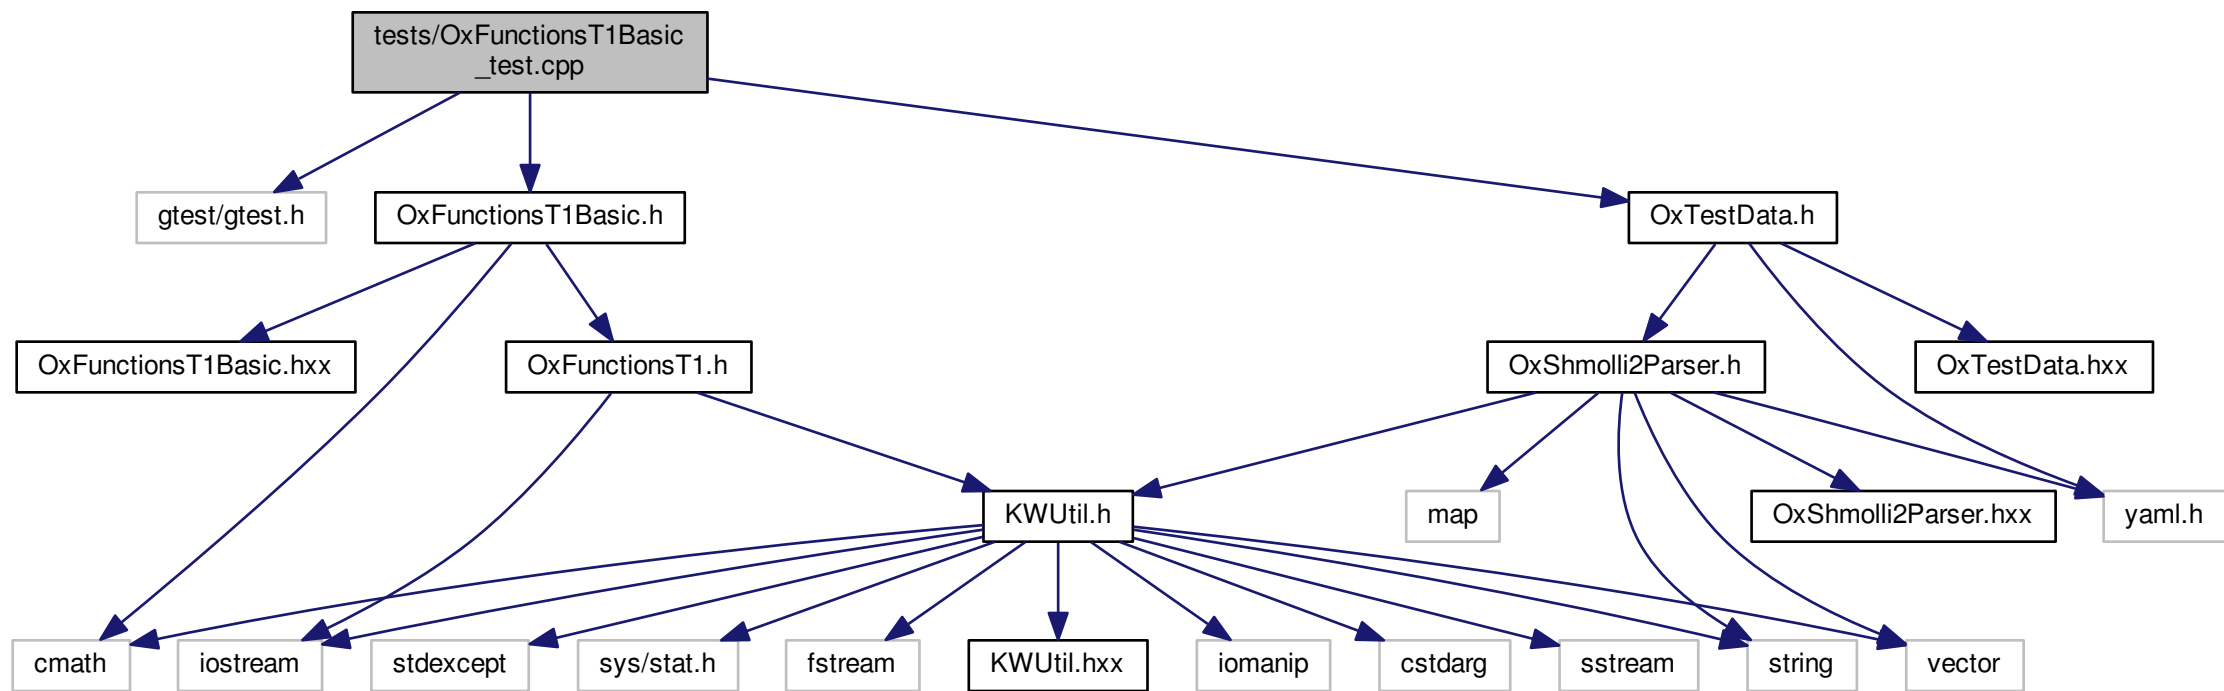 tests/OxFunctionsT1Basic
_test.cpp
gtest/gtest.h
OxFunctionsT1Basic.h
OxTestData.h
OxFunctionsT1Basic.hxx
OxFunctionsT1.h
OxShmolli2Parser.h
OxTestData.hxx
KWUtil.h
map
OxShmolli2Parser.hxx
yaml.h
cmath
iostream
stdexcept
sys/stat.h
fstream
KWUtil.hxx
iomanip
cstdarg
sstream
string
vector